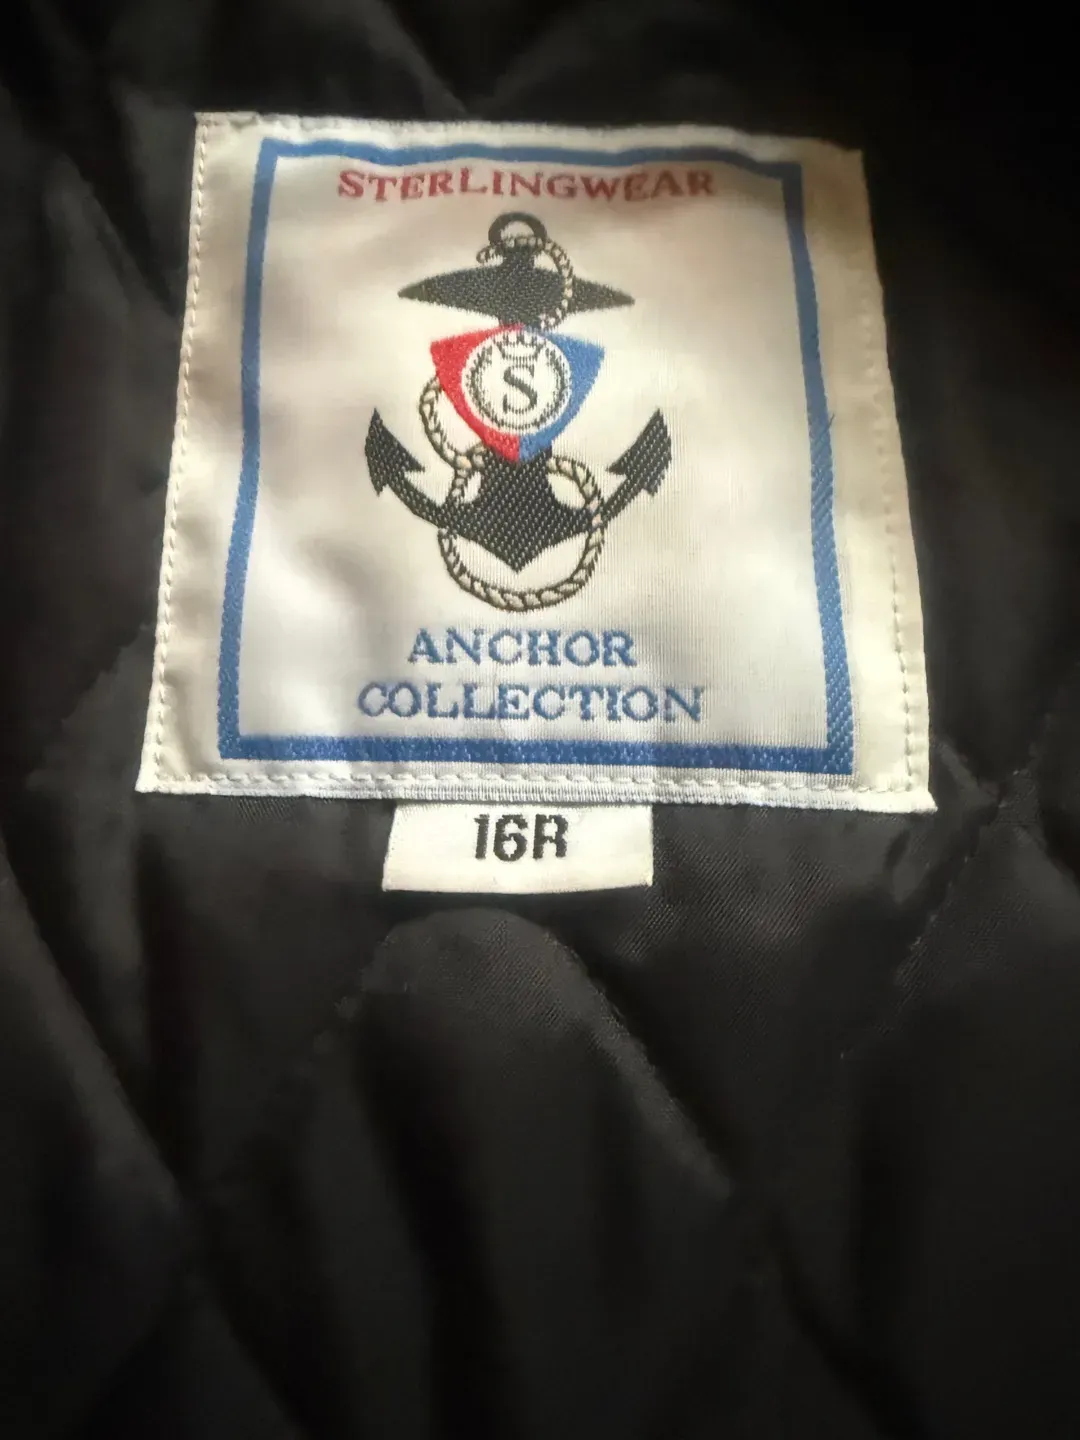 STERLINGWEAR
S
ANCHOR
COLLECTION
16R